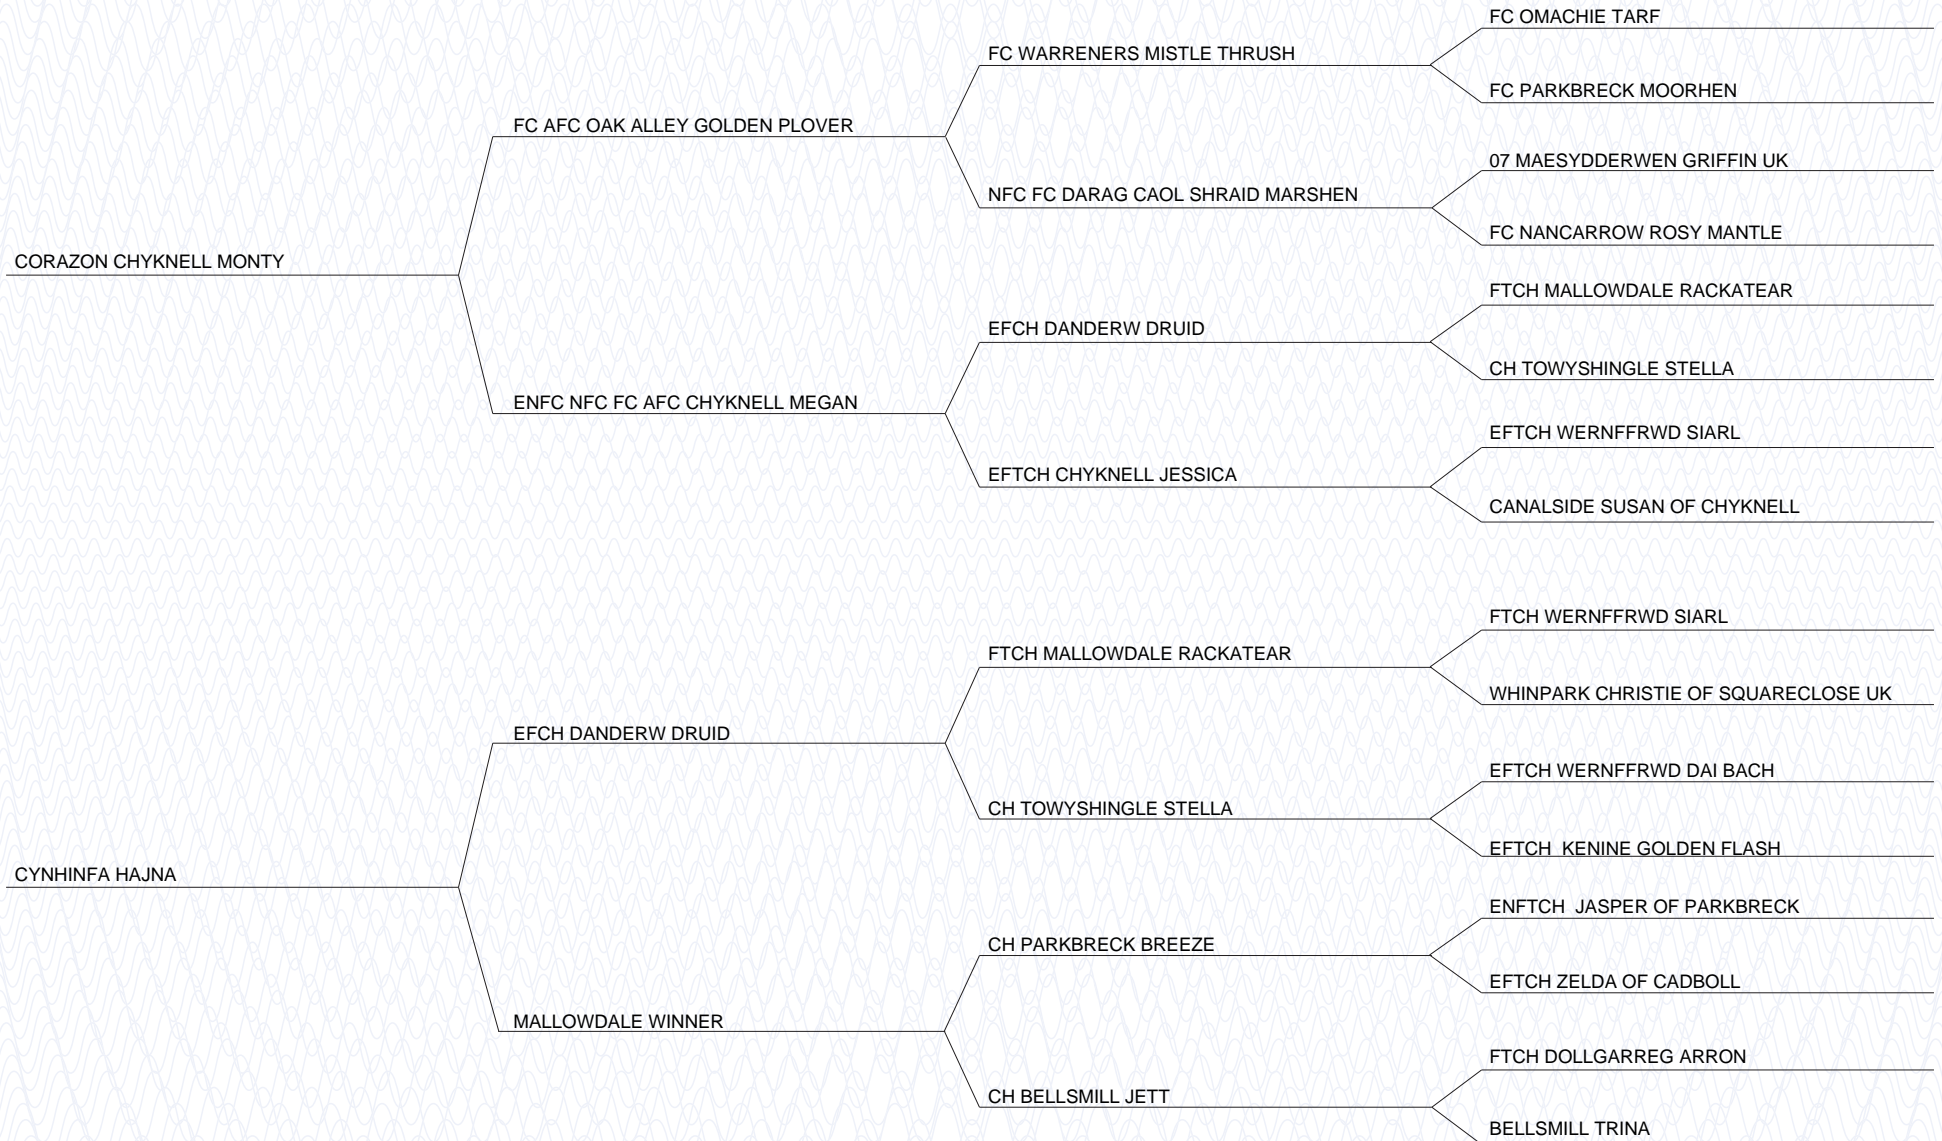 FC OMACHIE TARF
FC WARRENERS MISTLE THRUSH
FC PARKBRECK MOORHEN
FC AFC OAK ALLEY GOLDEN PLOVER
07 MAESYDDERWEN GRIFFIN UK
NFC FC DARAG CAOL SHRAID MARSHEN
FC NANCARROW ROSY MANTLE
CORAZON CHYKNELL MONTY
FTCH MALLOWDALE RACKATEAR
EFCH DANDERW DRUID
CH TOWYSHINGLE STELLA
ENFC NFC FC AFC CHYKNELL MEGAN
EFTCH WERNFFRWD SIARL
EFTCH CHYKNELL JESSICA
CANALSIDE SUSAN OF CHYKNELL
FTCH WERNFFRWD SIARL
FTCH MALLOWDALE RACKATEAR
WHINPARK CHRISTIE OF SQUARECLOSE UK
EFCH DANDERW DRUID
EFTCH WERNFFRWD DAI BACH
CH TOWYSHINGLE STELLA
EFTCH  KENINE GOLDEN FLASH
CYNHINFA HAJNA
ENFTCH  JASPER OF PARKBRECK
CH PARKBRECK BREEZE
EFTCH ZELDA OF CADBOLL
MALLOWDALE WINNER
FTCH DOLLGARREG ARRON
CH BELLSMILL JETT
BELLSMILL TRINA